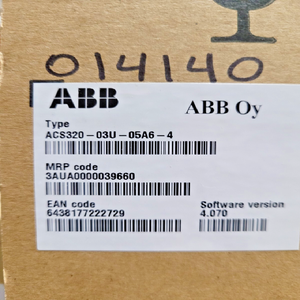 014140
ABB
ABB Oy
Type
ACS320-03U-05A6-4
MRP code
3AUA0000039660
EAN code
6438177222729
Software version
4.070